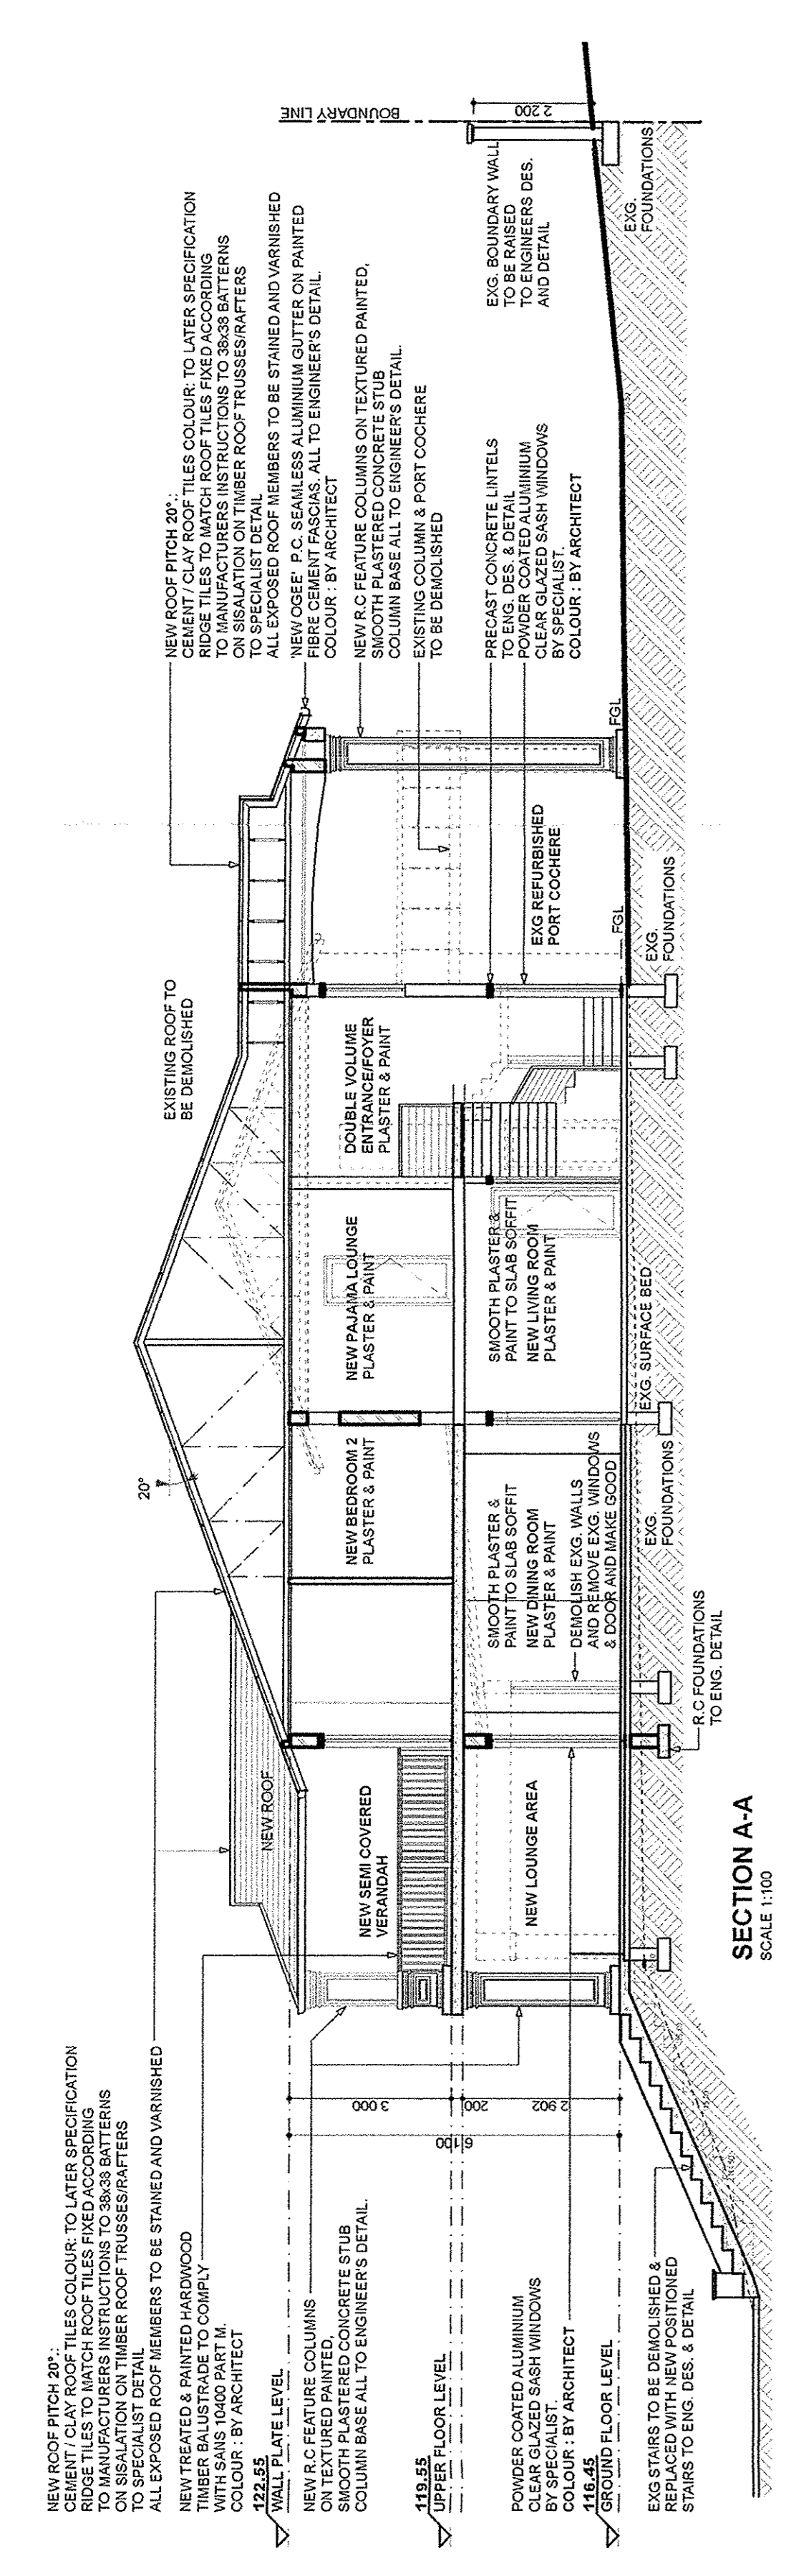 NEW ROOF PITCH 20°.:
CEMENT / CLAY ROOF TILES COLOUR: TO LATER SPECIFICATION
RIDGE TILES TO MATCH ROOF TILES FIXED ACCORDING
TO MANUFACTURERS INSTRUCTIONS TO 38x38 BATTERNS
ON SISALATION ON TIMBER ROOF TRUSSES/RAFTERS
TO SPECIALIST DETAIL
ALL EXPOSED ROOF MEMBERS TO BE STAINED AND VARNISHED
NEW TREATED & PAINTED HARDWOOD
TIMBER BALUSTRADE TO COMPLY
WITH SANS 10400 PART M.
COLOUR : BY ARCHITECT
122.55
WALL PLATE LEVEL
NEW R.C FEATURE COLUMNS
ON TEXTURED PAINTED,
SMOOTH PLASTERED CONCRETE STUB
COLUMN BASE ALL TO ENGINEER'S DETAIL.
119.55
UPPER FLOOR LEVEL
POWDER COATED ALUMINIUM
CLEAR GLAZED SASH WINDOWS
BY SPECIALIST.
COLOUR : BY ARCHITECT
116.45
GROUND FLOOR LEVEL
EXG STAIRS TO BE DEMOLISHED &
REPLACED WITH NEW POSITIONED
STAIRS TO ENG. DES. & DETAIL
3 000
200
2 902
6 100
NEW ROOF
NEW SEMI COVERED
VERANDAH
NEW LOUNGE AREA
20°
NEW BEDROOM 2
PLASTER & PAINT
SMOOTH PLASTER &
PAINT TO SLAB SOFFIT
NEW DINING ROOM
PLASTER & PAINT
DEMOLISH EXG. WALLS
AND REMOVE EXG. WINDOWS
& DOOR AND MAKE GOOD
R.C FOUNDATIONS
TO ENG. DETAIL
EXG.
FOUNDATIONS
EXG. SURFACE BED
NEW PAJAMA LOUNGE
PLASTER & PAINT
SMOOTH PLASTER &
PAINT TO SLAB SOFFIT
NEW LIVING ROOM
PLASTER & PAINT
EXISTING ROOF TO
BE DEMOLISHED
DOUBLE VOLUME
ENTRANCE/FOYER
PLASTER & PAINT
EXG REFURBISHED
PORT COCHERE
FGL
EXG.
FOUNDATIONS
FGL
NEW ROOF PITCH 20°.:
CEMENT / CLAY ROOF TILES COLOUR: TO LATER SPECIFICATION
RIDGE TILES TO MATCH ROOF TILES FIXED ACCORDING
TO MANUFACTURERS INSTRUCTIONS TO 38x38 BATTERNS
ON SISALATION ON TIMBER ROOF TRUSSES/RAFTERS
TO SPECIALIST DETAIL
ALL EXPOSED ROOF MEMBERS TO BE STAINED AND VARNISHED
'NEW OGEE' P.C. SEAMLESS ALUMINIUM GUTTER ON PAINTED
FIBRE CEMENT FASCIAS. ALL TO ENGINEER'S DETAIL.
COLOUR : BY ARCHITECT
NEW R.C FEATURE COLUMNS ON TEXTURED PAINTED,
SMOOTH PLASTERED CONCRETE STUB
COLUMN BASE ALL TO ENGINEER'S DETAIL.
EXISTING COLUMN & PORT COCHERE
TO BE DEMOLISHED
PRECAST CONCRETE LINTELS
TO ENG. DES. & DETAIL
POWDER COATED ALUMINIUM
CLEAR GLAZED SASH WINDOWS
BY SPECIALIST.
COLOUR : BY ARCHITECT
BOUNDARY LINE
2 200
EXG. BOUNDARY WALL
TO BE RAISED
TO ENGINEERS DES.
AND DETAIL
EXG.
FOUNDATIONS
SECTION A-A
SCALE 1:100